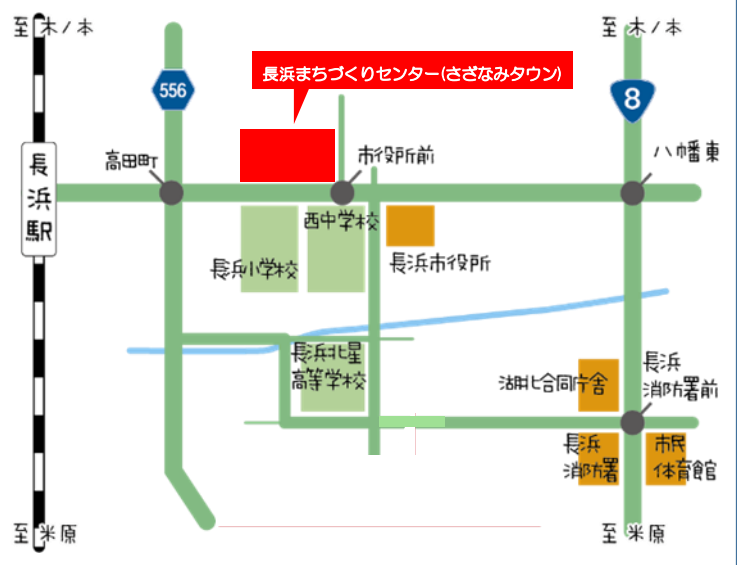 至 木ノ本
至 木ノ本
長浜まちづくりセンター(さざなみタウン)
556
8
高田町
市役所前
八幡東
長浜駅
西中学校
長浜小学校
長浜市役所
長浜北星
高等学校
湖北合同庁舎
長浜
消防署前
長浜
消防署
市民
体育館
至 米原
至 米原